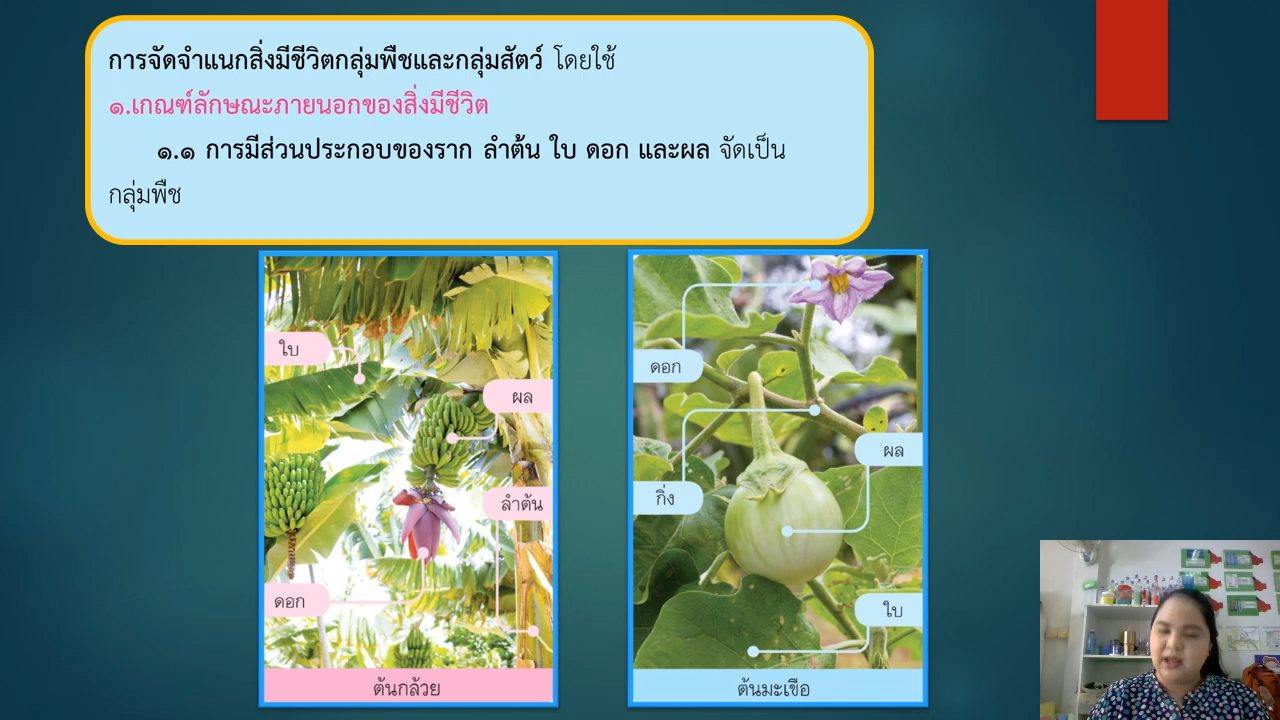 การจัดจำแนกสิ่งมีชีวิตกลุ่มพืชและกลุ่มสัตว์ โดยใช้
๑.เกณฑ์ลักษณะภายนอกของสิ่งมีชีวิต
๑.๑ การมีส่วนประกอบของราก ลำต้น ใบ ดอก และผล จัดเป็น
กลุ่มพืช
ใบ
ผล
ลำต้น
ดอก
ต้นกล้วย
ดอก
ผล
กิ่ง
ใบ
ต้นมะเขือ